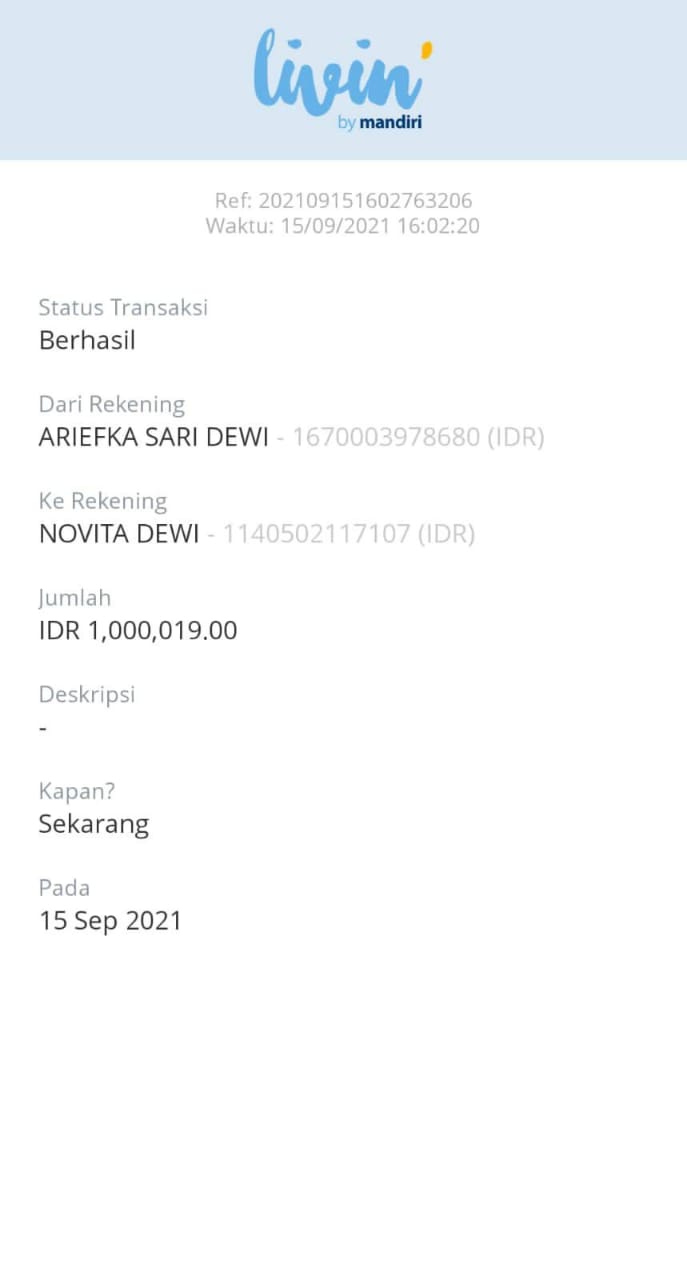 livin'
by mandiri
Ref: 202109151602763206
Waktu: 15/09/2021 16:02:20
Status Transaksi
Berhasil
Dari Rekening
ARIEFKA SARI DEWI - 1670003978680 (IDR)
Ke Rekening
NOVITA DEWI - 1140502117107 (IDR)
Jumlah
IDR 1,000,019.00
Deskripsi
-
Kapan?
Sekarang
Pada
15 Sep 2021